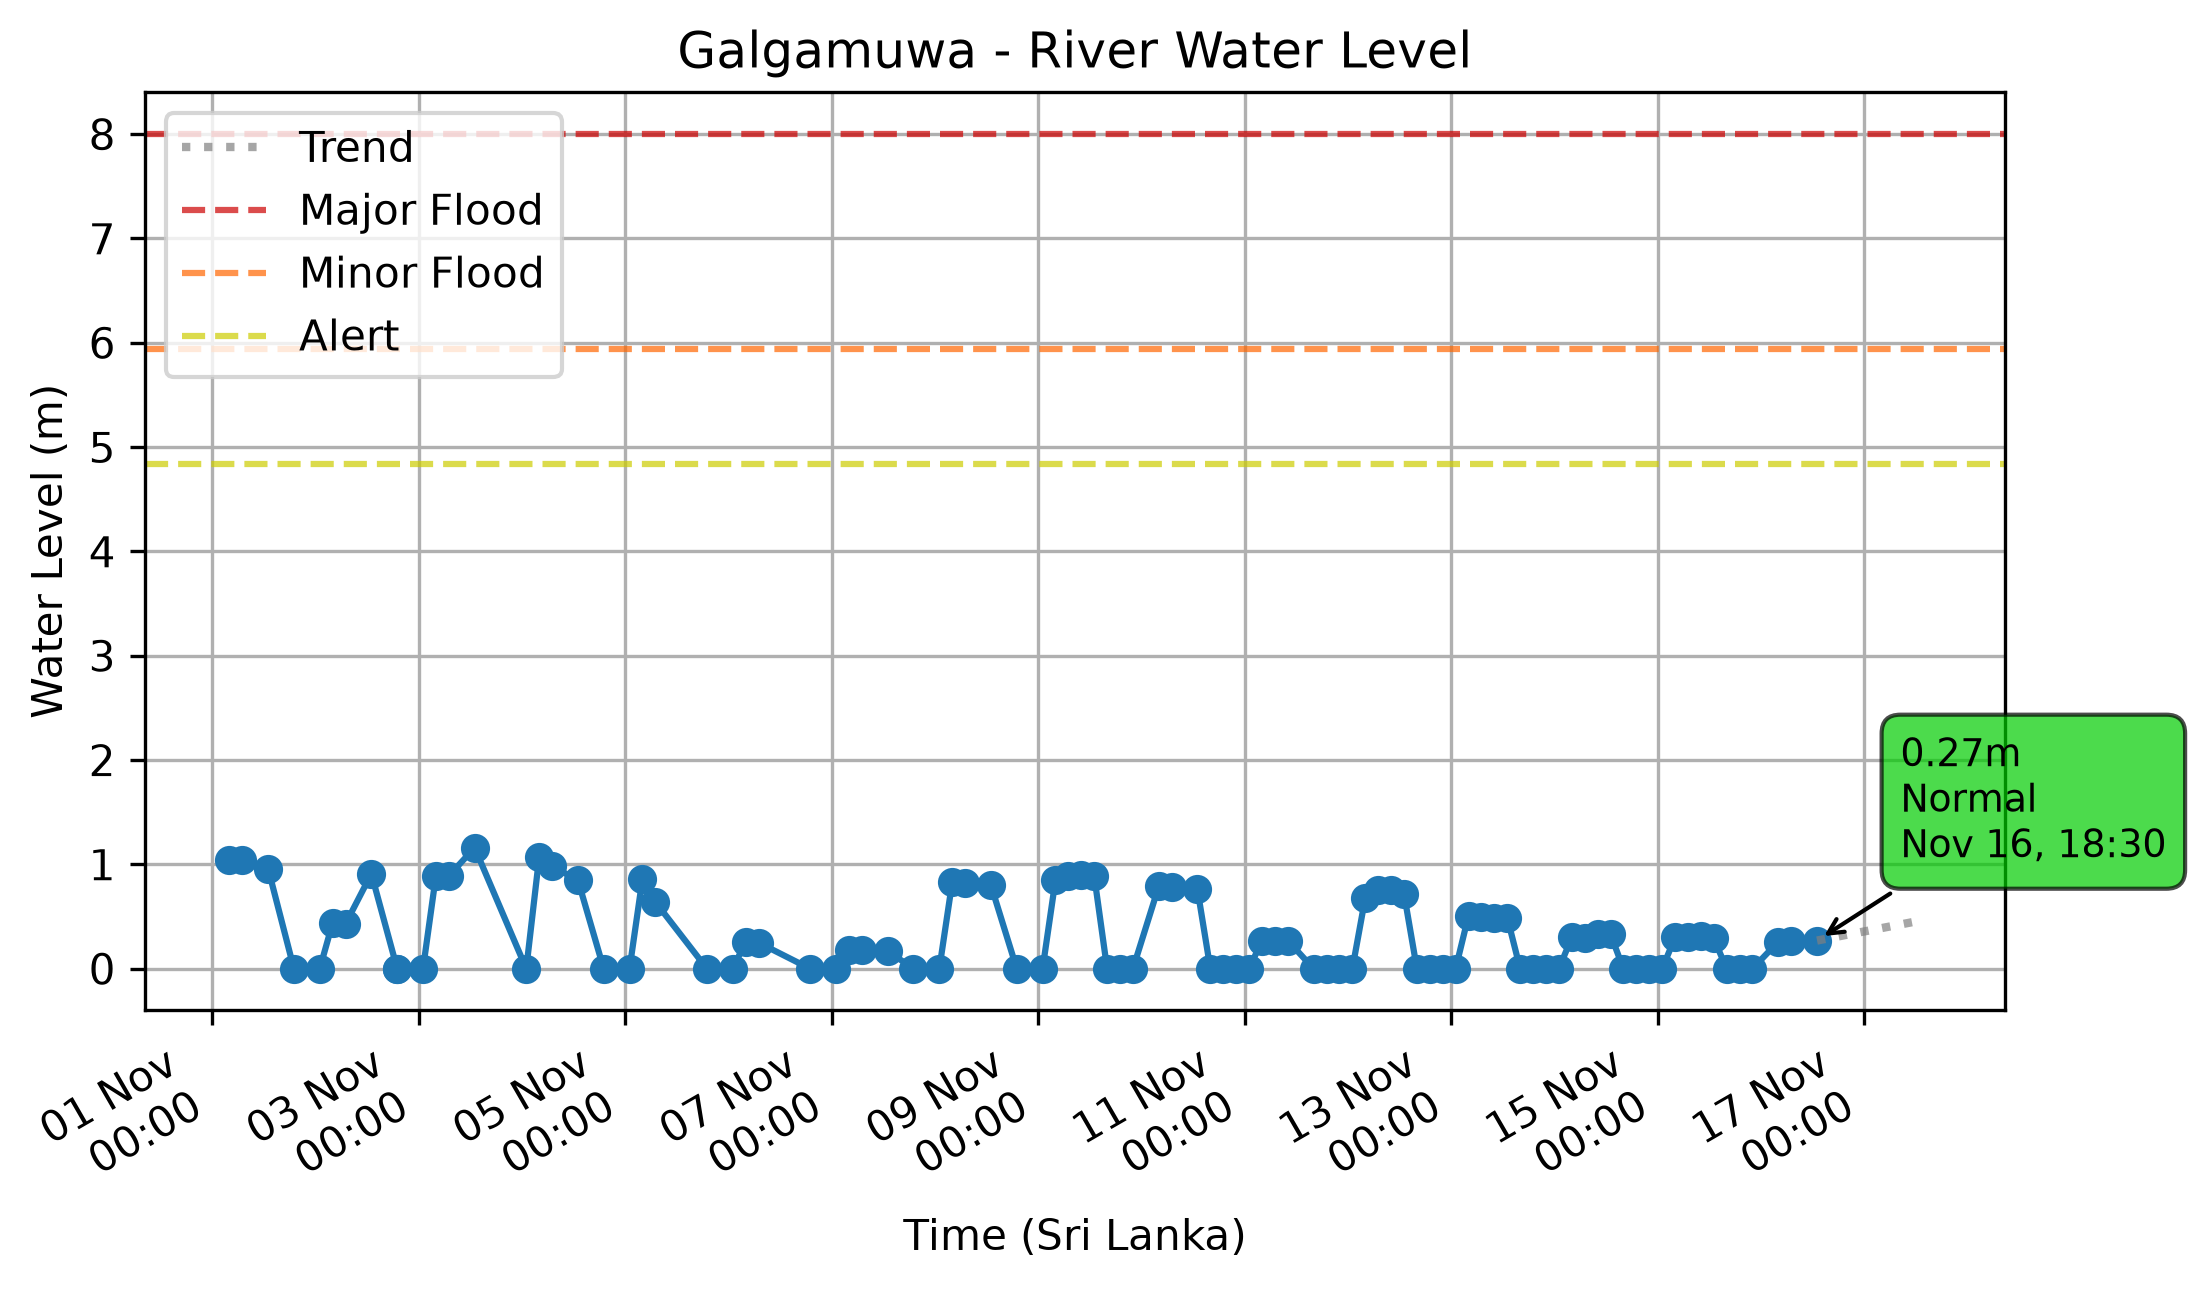 Galgamuwa - River Water Level
Trend
Major Flood
Minor Flood
Alert
Water Level (m)
8
7
6
5
4
3
2
1
0
0.27m
Normal
Nov 16, 18:30
01 Nov
00:00
03 Nov
00:00
05 Nov
00:00
07 Nov
00:00
09 Nov
00:00
11 Nov
00:00
13 Nov
00:00
15 Nov
00:00
17 Nov
00:00
Time (Sri Lanka)